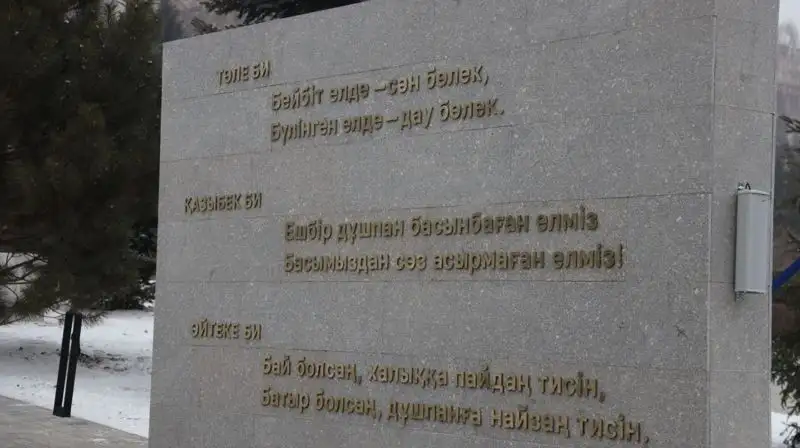 ТӨЛЕ БИ
Бейбіт елде – сән бөлек,
Бүлінген елде – дау бөлек.
ҚАЗЫБЕК БИ
Ешбір дұшпан басынбаған елміз
Басымыздан сөз асырмаған елміз!
ӘЙТЕКЕ БИ
Бай болсаң, халыққа пайдаң тисін,
Батыр болсаң, дұшпанға найзаң тисін.